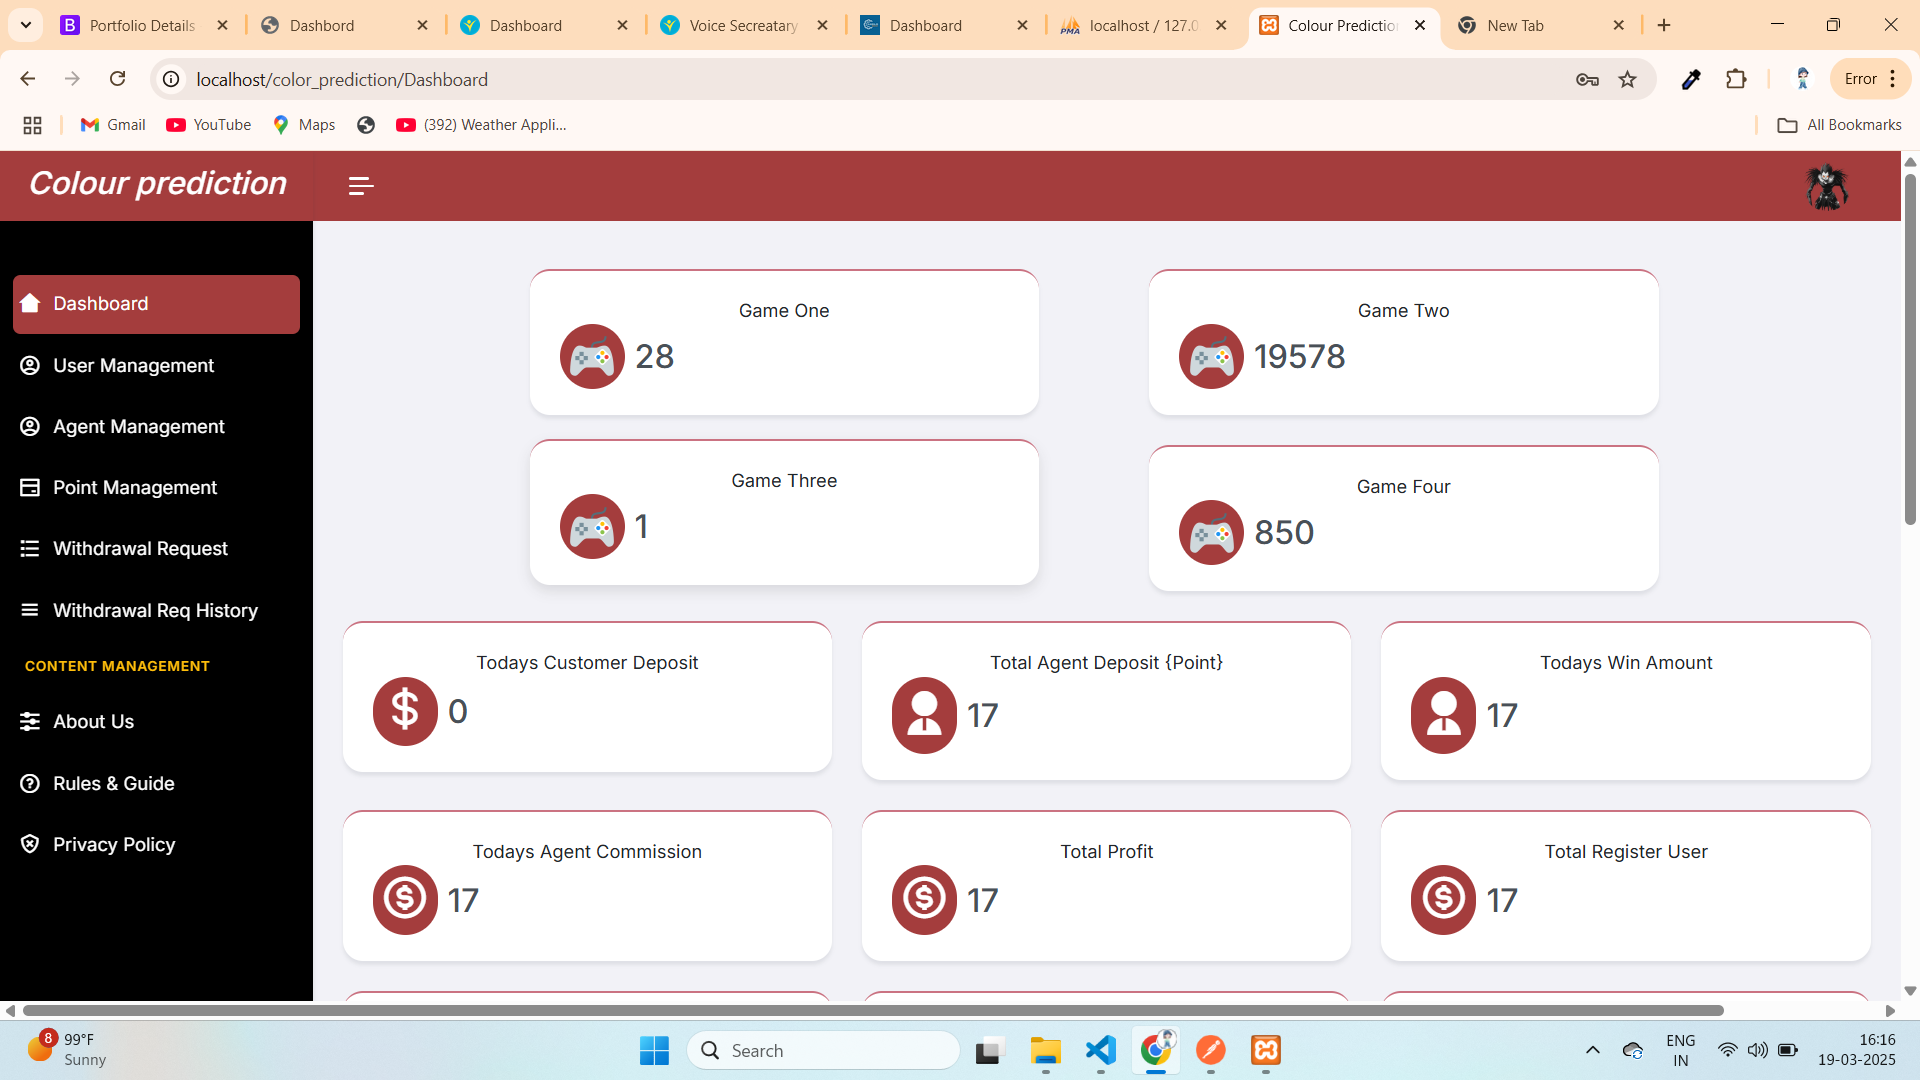 Portfolio Details
Dashbord
Dashboard
Voice Secreatary
Dashboard
localhost / 127.0
Colour Prediction
New Tab
localhost/color_prediction/Dashboard
Error
Gmail
YouTube
Maps
(392) Weather Appli...
All Bookmarks
Colour prediction
Dashboard
User Management
Agent Management
Point Management
Withdrawal Request
Withdrawal Req History
CONTENT MANAGEMENT
About Us
Rules & Guide
Privacy Policy
Game One
28
Game Two
19578
Game Three
1
Game Four
850
Todays Customer Deposit
0
Total Agent Deposit {Point}
17
Todays Win Amount
17
Todays Agent Commission
17
Total Profit
17
Total Register User
17
8
99°F
Sunny
Search
ENG
IN
16:16
19-03-2025